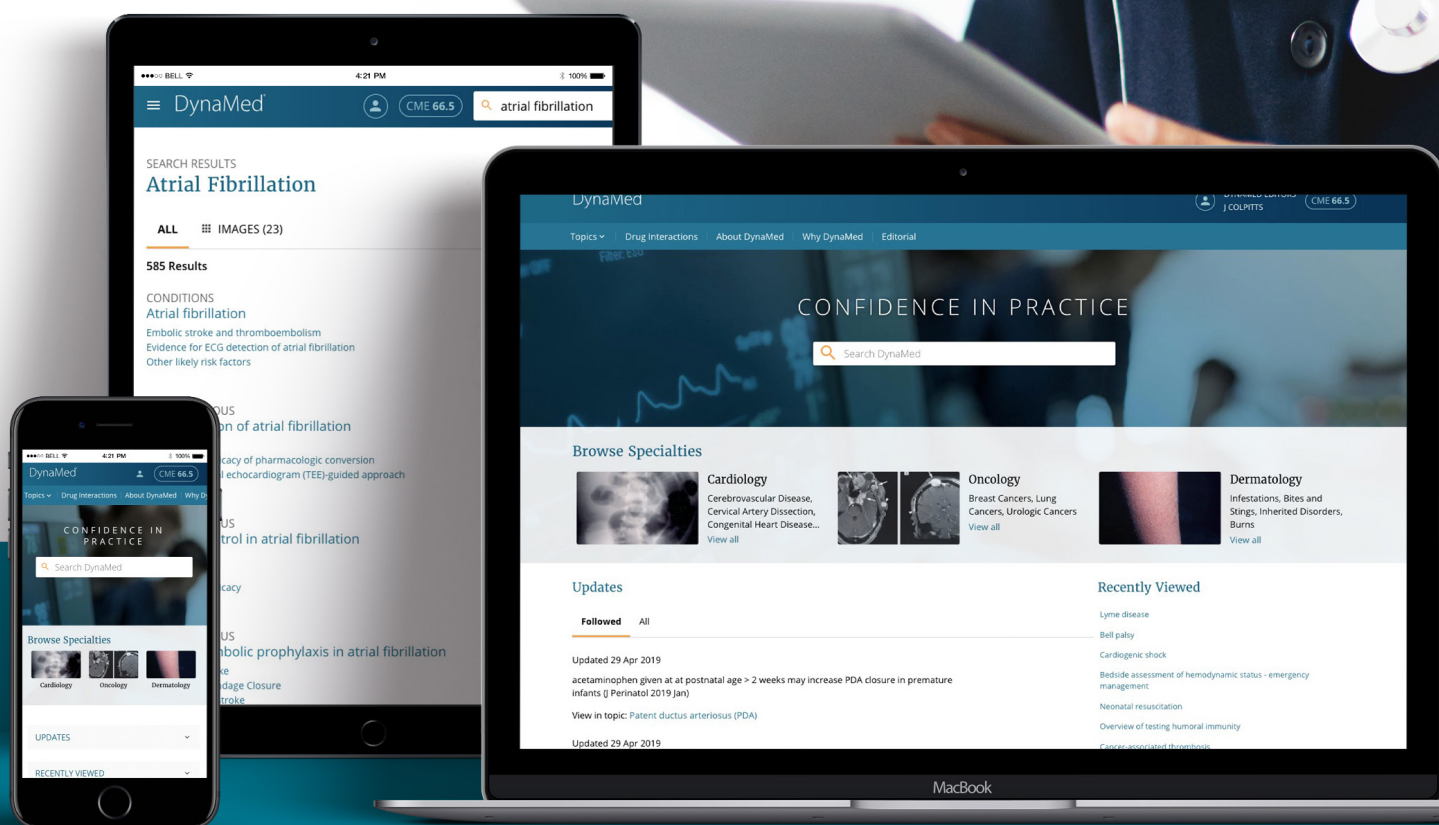 BELL
4:21 PM
100%
DynaMed
CME 66.5
atrial fibrillation
SEARCH RESULTS
Atrial Fibrillation
ALL
IMAGES (23)
585 Results
CONDITIONS
Atrial fibrillation
Embolic stroke and thromboembolism
Evidence for ECG detection of atrial fibrillation
Other likely risk factors
of atrial fibrillation
of pharmacologic conversion
echocardiogram (TEE)-guided approach
in atrial fibrillation
prophylaxis in atrial fibrillation
Closure
DynaMed
J COLPITTS
CME 66.5
Topics
Drug Interactions
About DynaMed
Why DynaMed
Editorial
CONFIDENCE IN PRACTICE
Search DynaMed
Browse Specialties
Cardiology
Cerebrovascular Disease,
Cervical Artery Dissection,
Congenital Heart Disease...
View all
Oncology
Breast Cancers, Lung
Cancers, Urologic Cancers
View all
Dermatology
Infestations, Bites and
Stings, Inherited Disorders,
Burns
View all
Updates
Followed All
Updated 29 Apr 2019
acetaminophen given at at postnatal age > 2 weeks may increase PDA closure in premature
infants (J Perinatol 2019 Jan)
View in topic: Patent ductus arteriosus (PDA)
Updated 29 Apr 2019
Recently Viewed
Lyme disease
Bell palsy
Cardiogenic shock
Bedside assessment of hemodynamic status - emergency
management
Neonatal resuscitation
Overview of testing humoral immunity
Cancer-associated thrombosis
MacBook
BELL
4:21 PM
100%
DynaMed
CME 66.5
Topics
Drug Interactions
About DynaMed
Why
CONFIDENCE IN
PRACTICE
Search DynaMed
Browse Specialties
Cardiology
Oncology
Dermatology
UPDATES
RECENTLY VIEWED